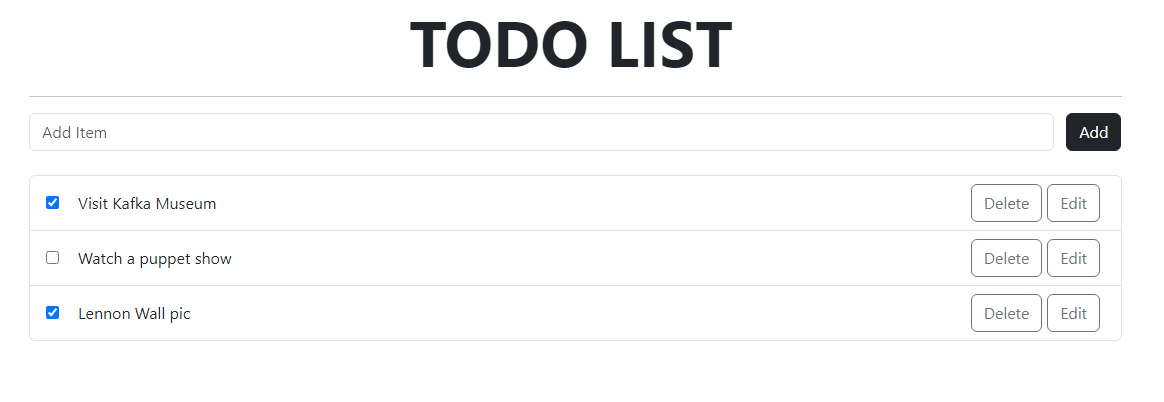 TODO LIST
Add Item Add
Visit Kafka Museum Delete Edit
Watch a puppet show Delete Edit
Lennon Wall pic Delete Edit